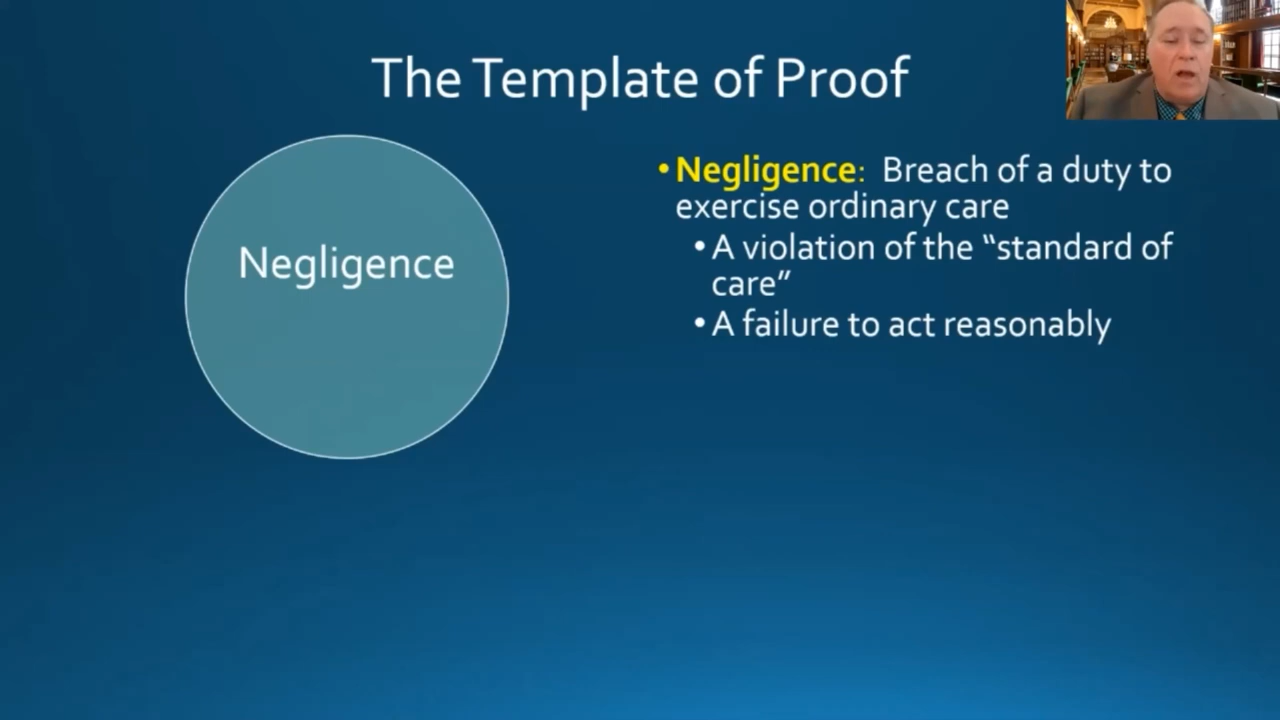 The Template of Proof
Negligence
• Negligence: Breach of a duty to
exercise ordinary care
• A violation of the “standard of
care”
• A failure to act reasonably